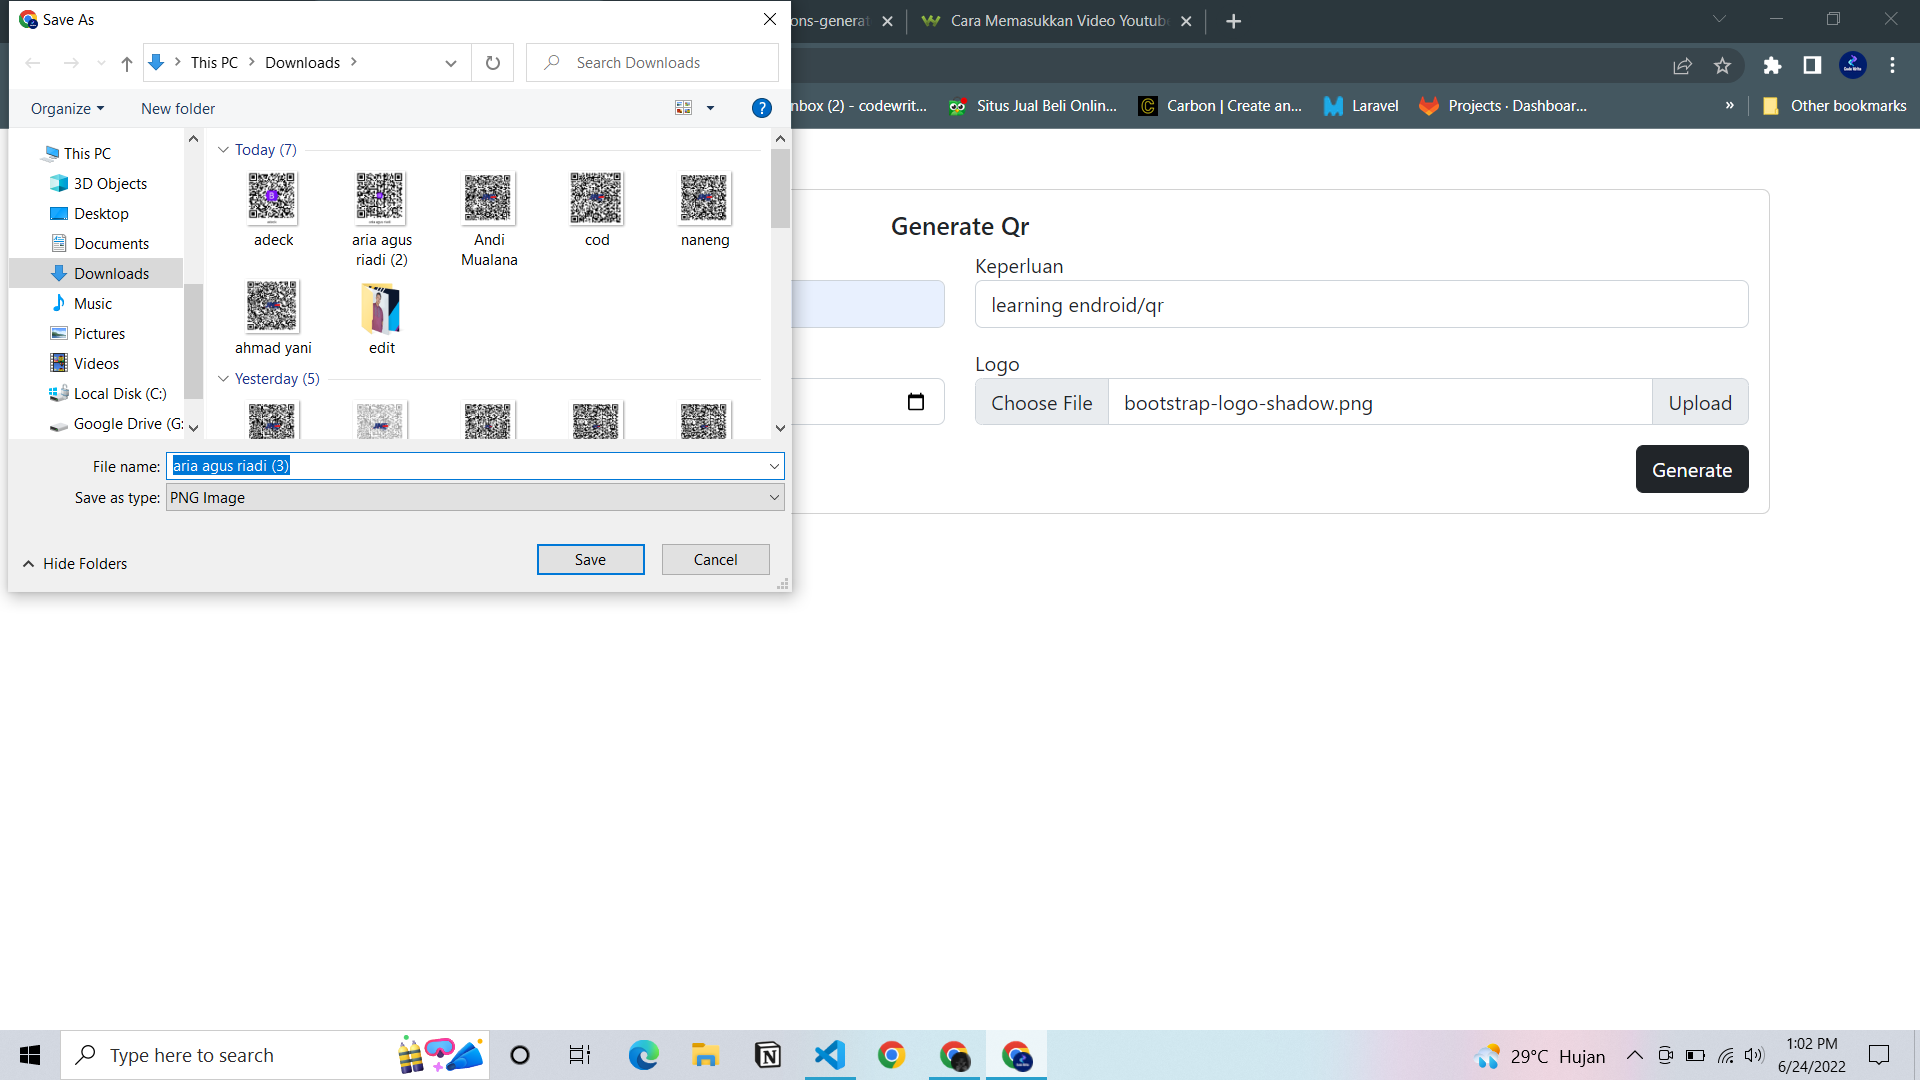 Save As
ons-generat
Cara Memasukkan Video Youtub
This PC
Downloads
Search Downloads
Organize
New folder
nbox (2) - codewrit...
Situs Jual Beli Onlin...
Carbon | Create an...
Laravel
Projects · Dashboar...
»
Other bookmarks
This PC
3D Objects
Desktop
Documents
Downloads
Music
Pictures
Videos
Local Disk (C:)
Google Drive (G:
Today (7)
adeck
aria agus
riadi (2)
Andi
Mualana
cod
naneng
ahmad yani
edit
Yesterday (5)
File name:
aria agus riadi (3)
Save as type:
PNG Image
Hide Folders
Save
Cancel
Generate Qr
Keperluan
learning endroid/qr
Logo
Choose File
bootstrap-logo-shadow.png
Upload
Generate
Type here to search
29°C Hujan
1:02 PM
6/24/2022